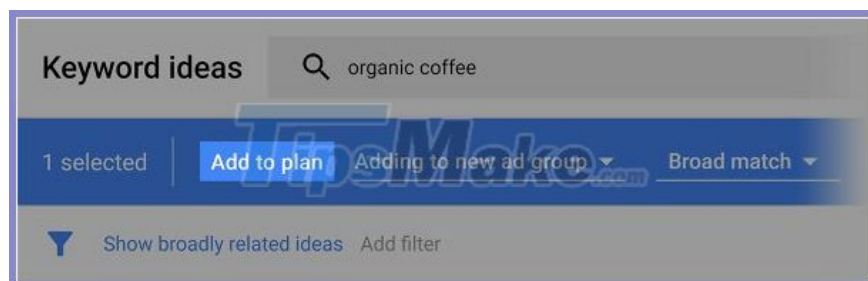 Keyword ideas organic coffee
1 selected Add to plan Adding to new ad group Broad match
TipsMake.com
Show broadly related ideas Add filter